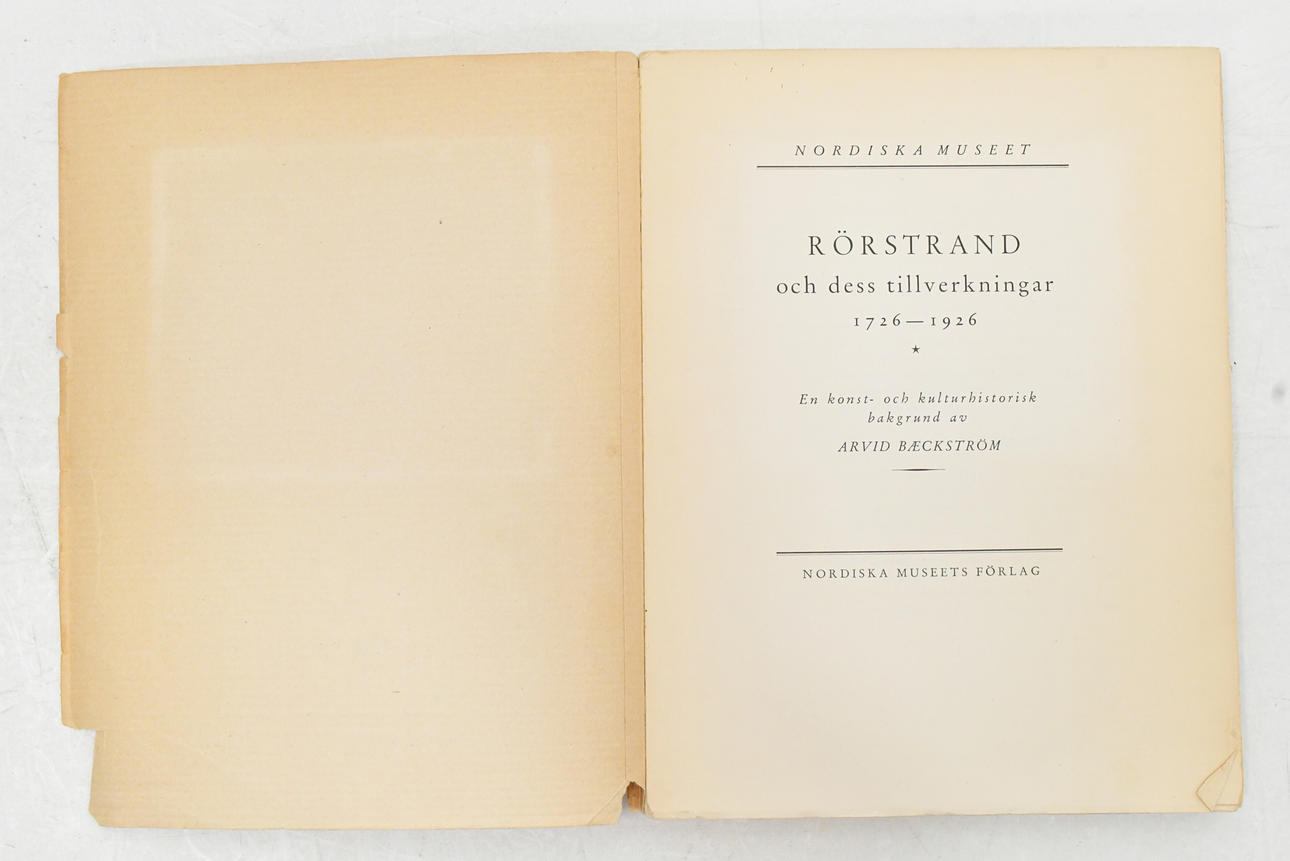 NORDISKA MUSEET
RÖRSTRAND
och dess tillverkningar
1726—1926
★
En konst- och kulturhistorisk
bakgrund av
ARVID BÆCKSTRÖM
NORDISKA MUSEETS FÖRLAG